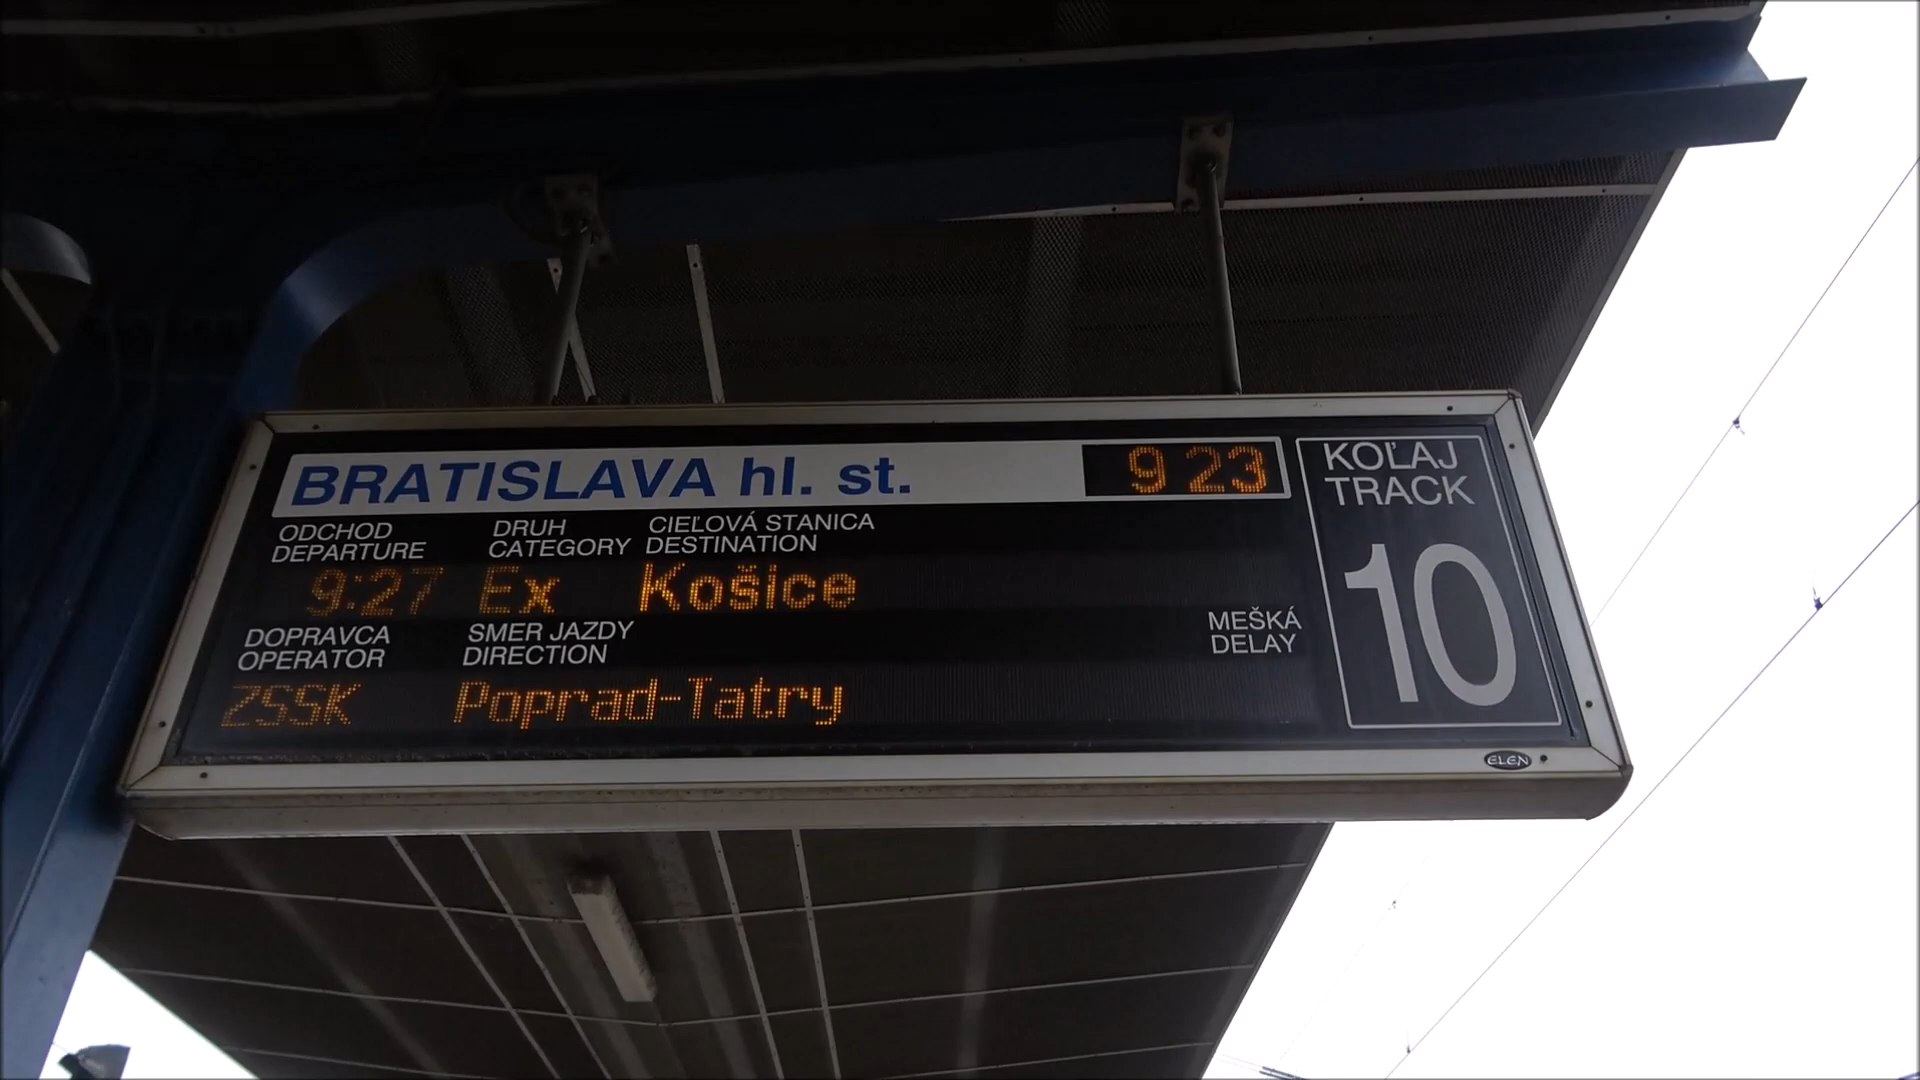 BRATISLAVA hl. st. 9 23
KOĽAJ
TRACK
10
ODCHOD DRUH CIEĽOVÁ STANICA
DEPARTURE CATEGORY DESTINATION
9:27 Ex Košice
DOPRAVCA SMER JAZDY MEŠKÁ
OPERATOR DIRECTION DELAY
ZSSK Poprad-Tatry
ELEN